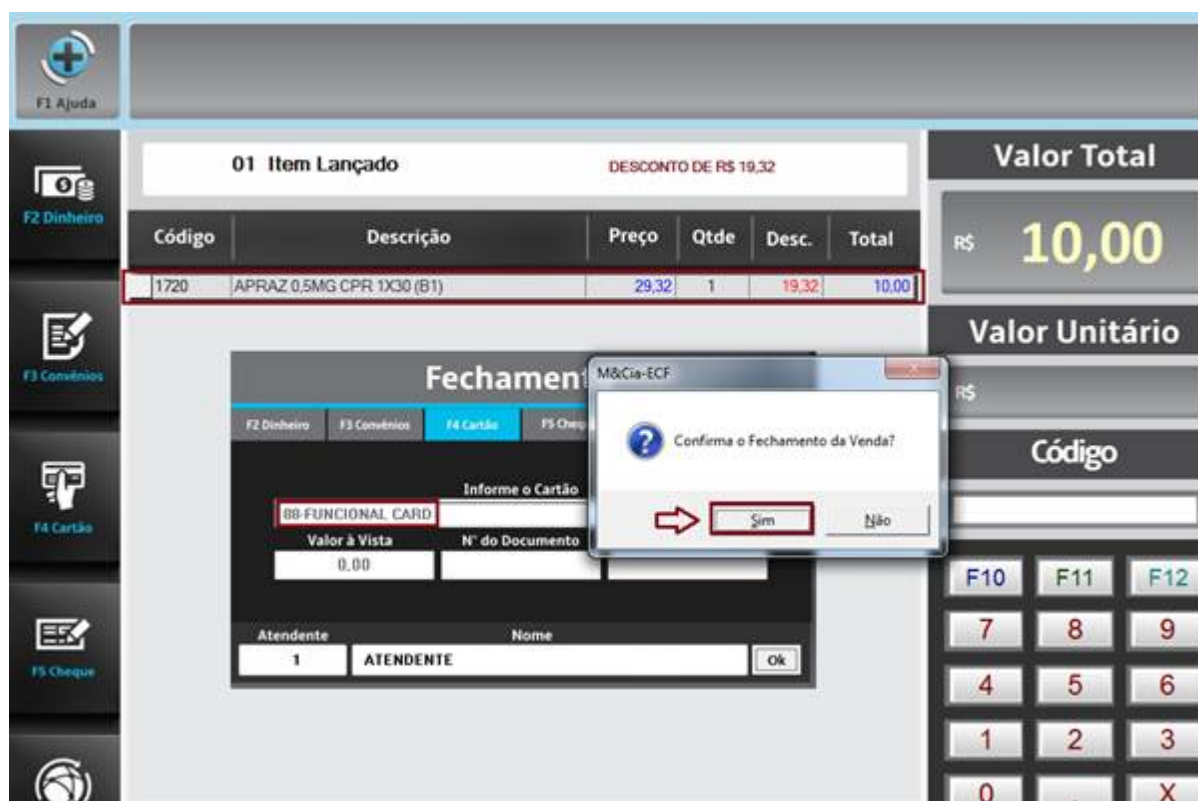 F1 Ajuda
01 Item Lançado
DESCONTO DE R$ 19,32
Valor Total
F2 Dinheiro
Código Descrição Preço Qtde Desc. Total
R$ 10,00
1720 APRAZ 0,5MG CPR 1X30 (B1) 29,32 1 19,32 10,00
Valor Unitário
F3 Convênios
R$
M&Cia-ECF
F2 Dinheiro F3 Convênios F4 Cartão
Confirma o Fechamento da Venda?
Código
Informe o Cartão
88-FUNCIONAL CARD
Sim Não
F4 Cartão
Valor à Vista N° do Documento
0,00
F10 F11 F12
7 8 9
Atendente Nome
1 ATENDENTE Ok
F5 Cheque
4 5 6
1 2 3
0 X